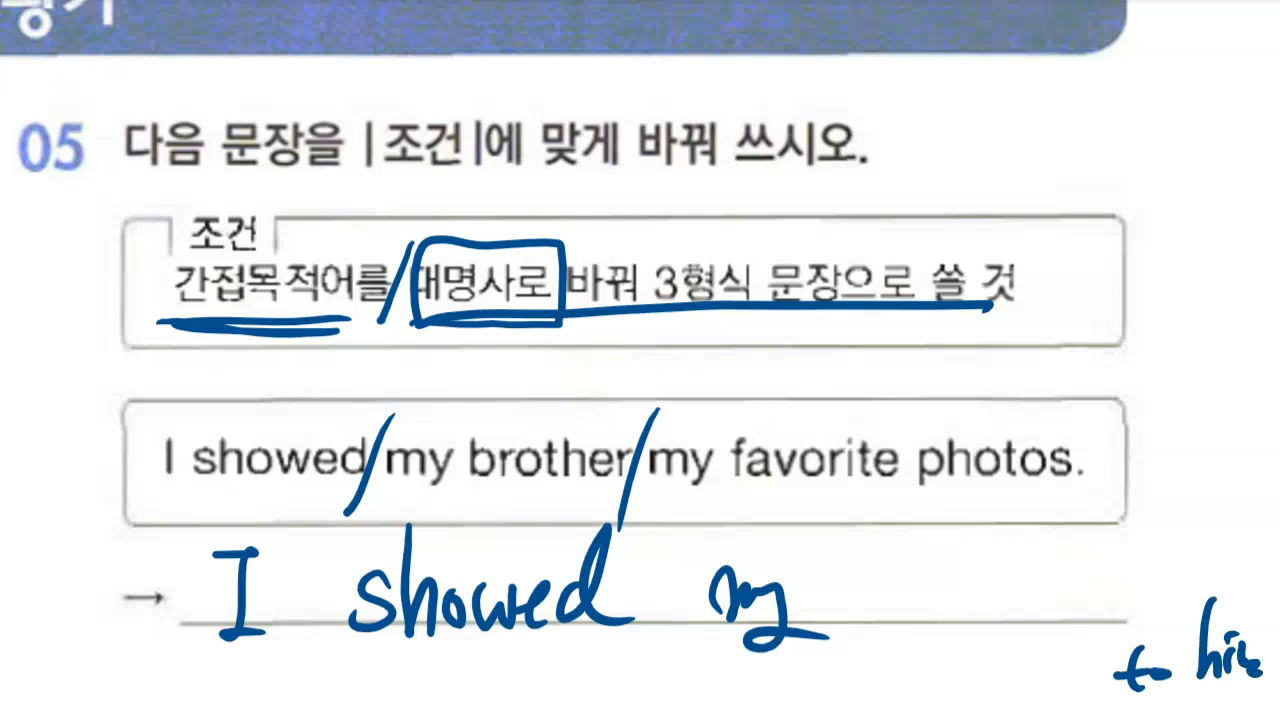 05 다음 문장을 |조건|에 맞게 바꿔 쓰시오.
조건
간접목적어를 대명사로 바꿔 3형식 문장으로 쓸 것
I showed my brother my favorite photos.
→ I showed my
to him